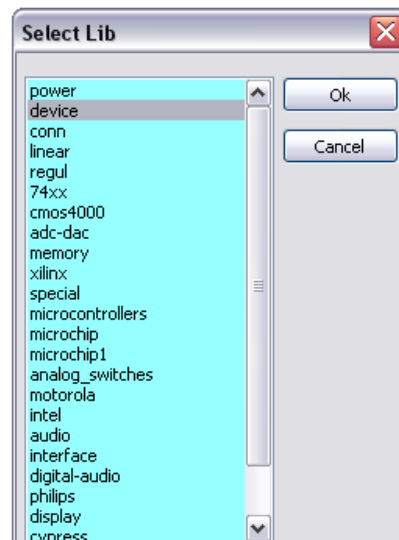 Select Lib
power
device
conn
linear
regul
74xx
cmos4000
adc-dac
memory
xilinx
special
microcontrollers
microchip
microchip1
analog_switches
motorola
intel
audio
interface
digital-audio
philips
display
cypress
Ok
Cancel